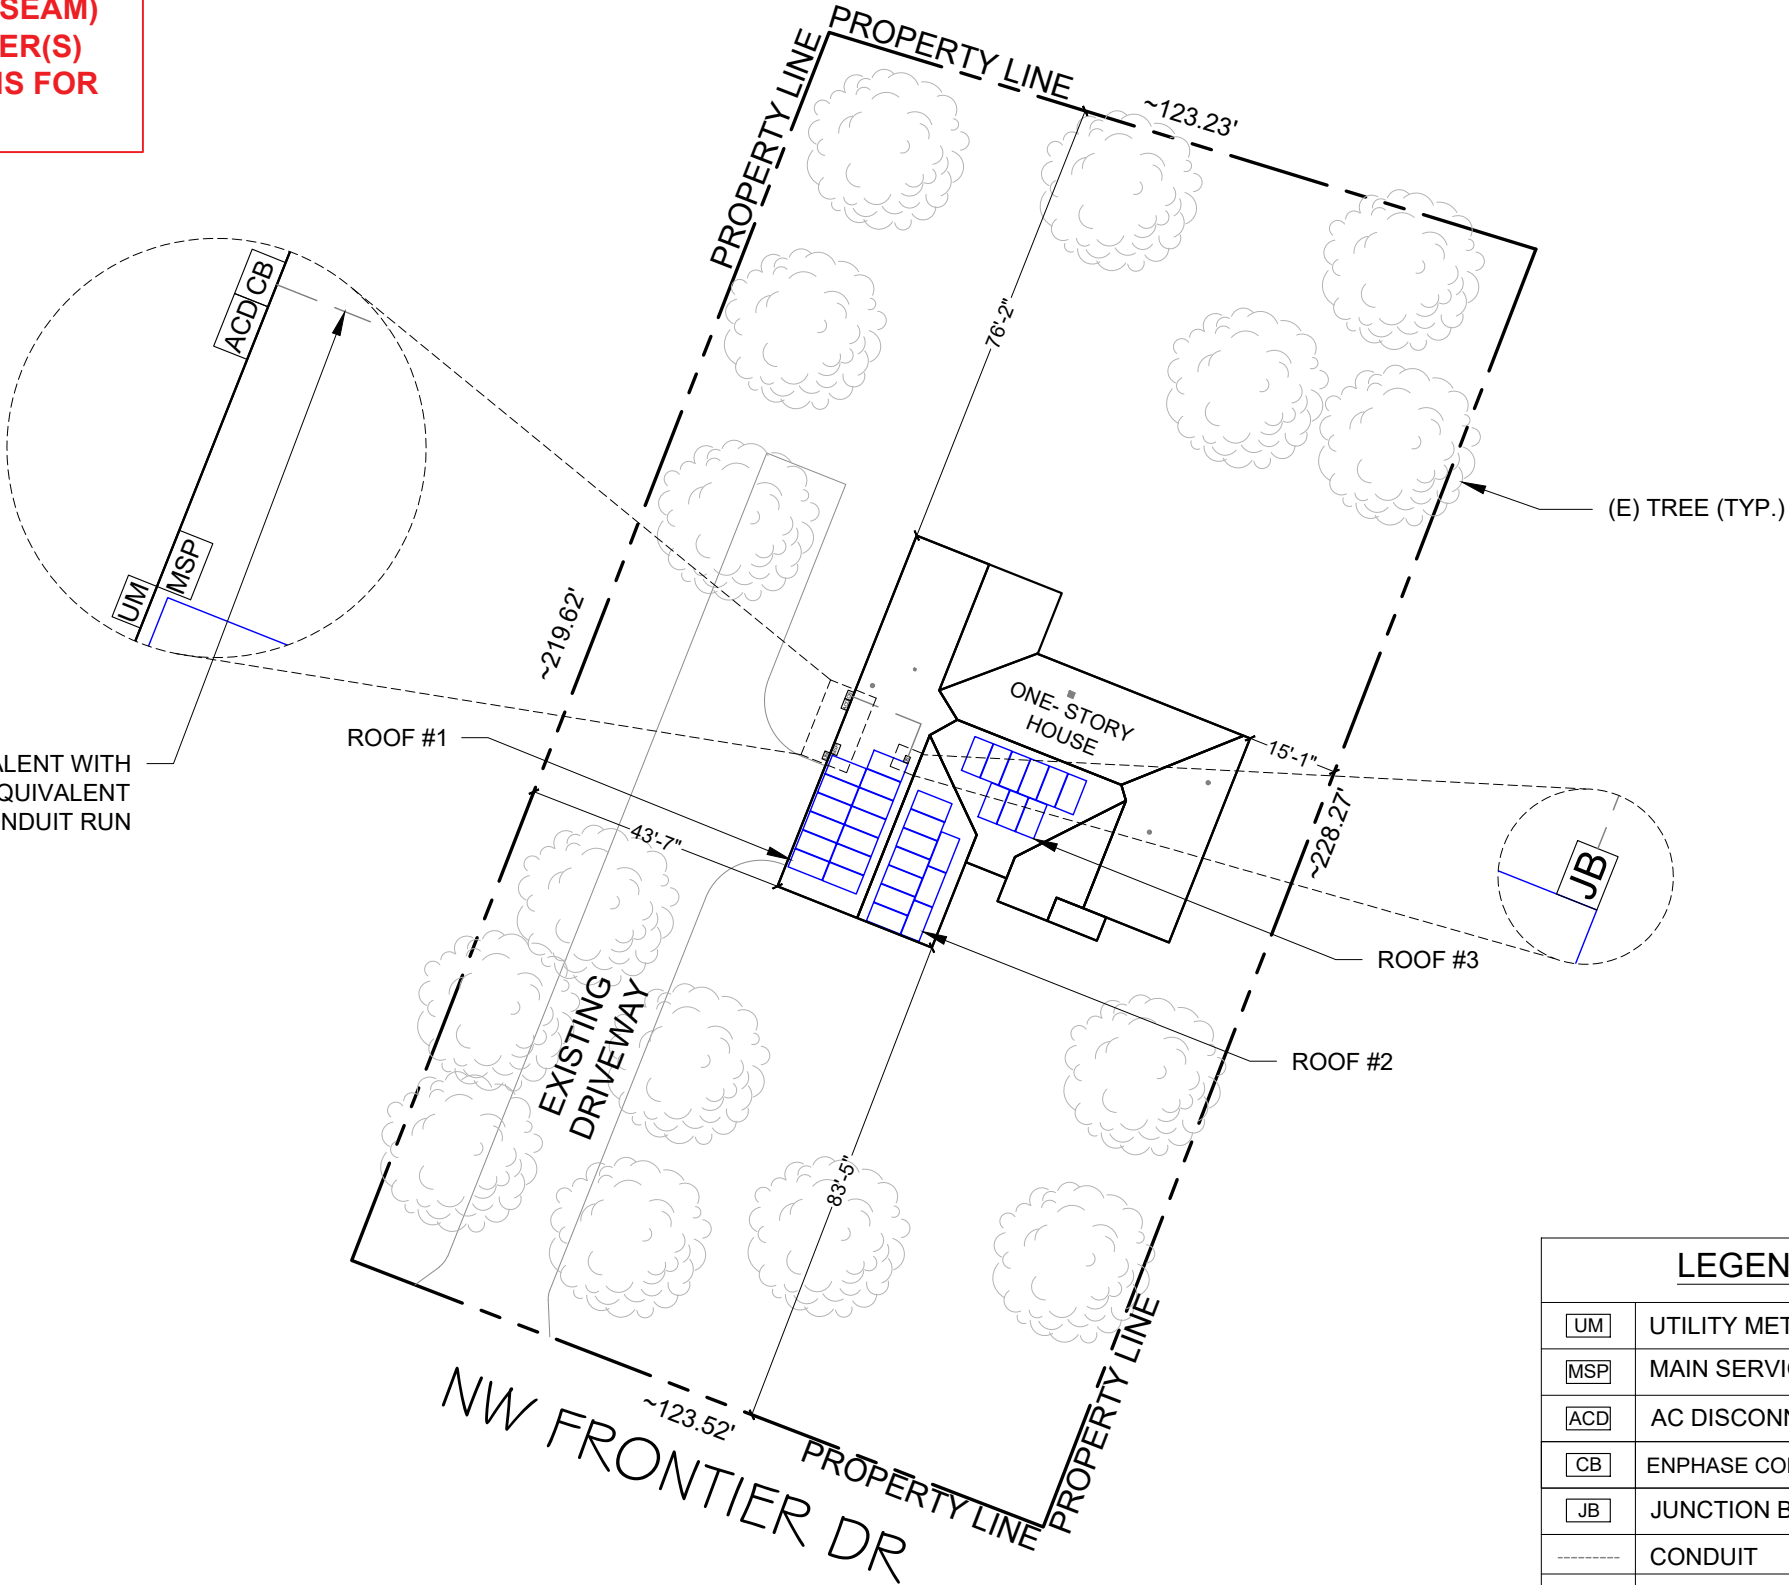 SEAM)
ER(S)
IS FOR
PROPERTY LINE
PROPERTY LINE
~123.23'
ACD
CB
76'-2"
(E) TREE (TYP.)
UM
MSP
~219.62'
ONE- STORY
HOUSE
15'-1"
ROOF #1
ALENT WITH
QUIVALENT
NDUIT RUN
43'-7"
~228.27'
JB
ROOF #3
ROOF #2
EXISTING
DRIVEWAY
83'-5"
~123.52'
PROPERTY LINE
PROPERTY LINE
NW FRONTIER DR
LEGEN
UM UTILITY MET
MSP MAIN SERVI
ACD AC DISCON
CB ENPHASE CO
JB JUNCTION B
CONDUIT